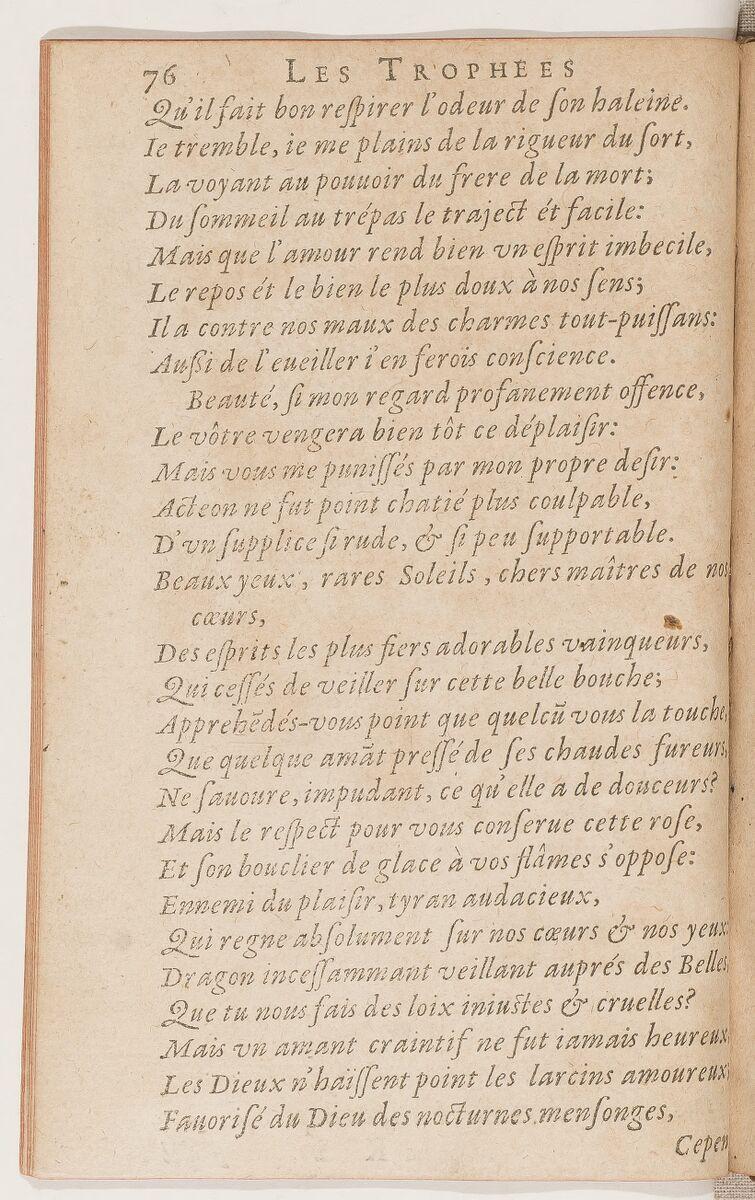 76 LES TROPHEES
Qu'il fait bon reſpirer l'odeur de ſon haleine.
Ie tremble, ie me plains de la rigueur du ſort,
La voyant au pouuoir du frere de la mort;
Du ſommeil au trépas le traject ét facile:
Mais que l'amour rend bien vn eſprit imbecile,
Le repos ét le bien le plus doux à nos ſens;
Il a contre nos maux des charmes tout-puiſſans:
Auſſi de l'eueiller i'en ferois conſcience.
Beauté, ſi mon regard profanement offence,
Le vôtre vengera bien tôt ce déplaiſir:
Mais vous me puniſſés par mon propre deſir:
Acteon ne fut point chatié plus coulpable,
D'vn ſupplice ſi rude, & ſi peu ſupportable.
Beaux yeux, rares Soleils, chers maîtres de nos
cœurs,
Des eſprits les plus fiers adorables vainqueurs,
Qui ceſſés de veiller ſur cette belle bouche;
Apprehēdés-vous point que quelcū vous la touche,
Que quelque amāt preſſé de ſes chaudes fureurs,
Ne ſauoure, impudant, ce qu'elle a de douceurs?
Mais le reſpect pour vous conſerue cette roſe,
Et ſon bouclier de glace à vos flâmes s'oppoſe:
Ennemi du plaiſir, tyran audacieux,
Qui regne abſolument ſur nos cœurs & nos yeux
Dragon inceſſammant veillant auprés des Belles
Que tu nous fais des loix iniuſtes & cruelles?
Mais vn amant craintif ne fut iamais heureux
Les Dieux n'haïſſent point les larcins amoureux
Fauoriſé du Dieu des nocturnes menſonges,
Cepen